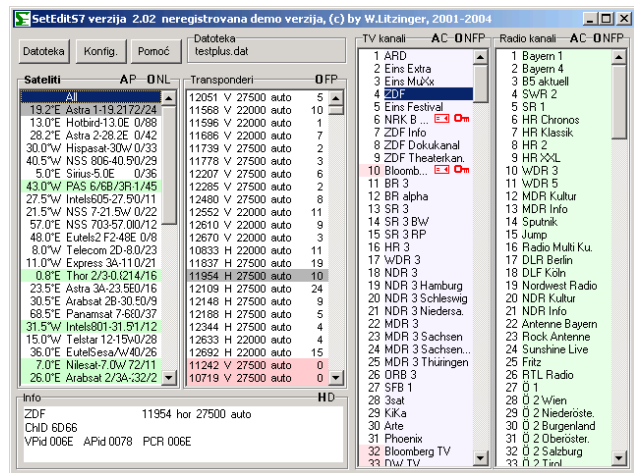 SetEditS7 verzija 2.02 neregistrovana demo verzija, (c) by W.Litzinger, 2001-2004
Datoteka Konfig. Pomoć
Datoteka
testplus.dat
Sateliti A P O N L
All
19.2°E Astra 1-19.2172/24
13.0°E Hotbird-13.0E 0/88
28.2°E Astra 2-28.2E 0/42
30.0°W Hispasat-30W 0/33
40.5°W NSS 806-40.5\0/29
5.0°E Sirius-5.0E 0/36
43.0°W PAS 6/6B/3R-1/45
27.5°W Intels605-27.5\0/11
21.5°W NSS 7-21.5W 0/22
57.0°E NSS 703-57.0I0/12
48.0°E Eutels2 F2-48E 0/8
8.0°W Telecom 2D-8.0/23
11.0°W Express 3A-110/21
0.8°E Thor 2/3-0.8214/16
23.5°E Astra 3A-23.5E0/16
30.5°E Arabsat 2B-30.50/9
68.5°E Panamsat 7-680/37
31.5°W Intels801-31.5\1/12
15.0°W Telstar 12-15\0/28
36.0°E EutelSesa/W40/26
7.0°E Nilesat-7.0W 72/11
26.0°E Arabsat 2/3A-:32/2
Transponderi O F P
12051 V 27500 auto 5
11568 V 22000 auto 10
11596 V 22000 auto 1
11686 V 22000 auto 7
11739 V 27500 auto 2
11778 V 27500 auto 3
12207 V 27500 auto 6
12285 V 27500 auto 2
12480 V 27500 auto 8
12552 V 22000 auto 11
12610 V 22000 auto 9
12670 V 22000 auto 3
10833 H 22000 auto 11
11837 H 27500 auto 19
11954 H 27500 auto 10
12109 H 27500 auto 24
12148 H 27500 auto 9
12188 H 27500 auto 5
12344 H 27500 auto 4
12633 H 22000 auto 4
12692 H 22000 auto 15
11242 V 27500 auto 0
10719 V 27500 auto 0
Info H D
ZDF 11954 hor 27500 auto
ChID 6D66
VPid 006E APid 0078 PCR 006E
TV kanali A C O N F P
1 ARD
2 Eins Extra
3 Eins MuXx
4 ZDF
5 Eins Festival
6 NRK B ...
7 ZDF Info
8 ZDF Dokukanal
9 ZDF Theaterkan.
10 Bloomb...
11 BR 3
12 BR alpha
13 SR 3
14 SR 3 BW
15 SR 3 RP
16 HR 3
17 WDR 3
18 NDR 3
19 NDR 3 Hamburg
20 NDR 3 Schleswig
21 NDR 3 Niedersa.
22 MDR 3
23 MDR 3 Sachsen
24 MDR 3 Sachsen...
25 MDR 3 Thüringen
26 ORB 3
27 SFB 1
28 3sat
29 KiKa
30 Arte
31 Phoenix
32 Bloomberg TV
33 DW TV
Radio kanali A C O N F P
1 Bayern 1
2 Bayern 4
3 B5 aktuell
4 SWR 2
5 SR 1
6 HR Chronos
7 HR Klassik
8 HR 2
9 HR XXL
10 WDR 3
11 WDR 5
12 MDR Kultur
13 MDR Info
14 Sputnik
15 Jump
16 Radio Multi Ku.
17 DLR Berlin
18 DLF Köln
19 Nordwest Radio
20 NDR Kultur
21 NDR Info
22 Antenne Bayern
23 Rock Antenne
24 Sunshine Live
25 Fritz
26 RTL Radio
27 Ö 1
28 Ö 2 Wien
29 Ö 2 Niederöste.
30 Ö 2 Burgenland
31 Ö 2 Oberöster.
32 Ö 2 Salzburg
33 Ö 2 Tirol